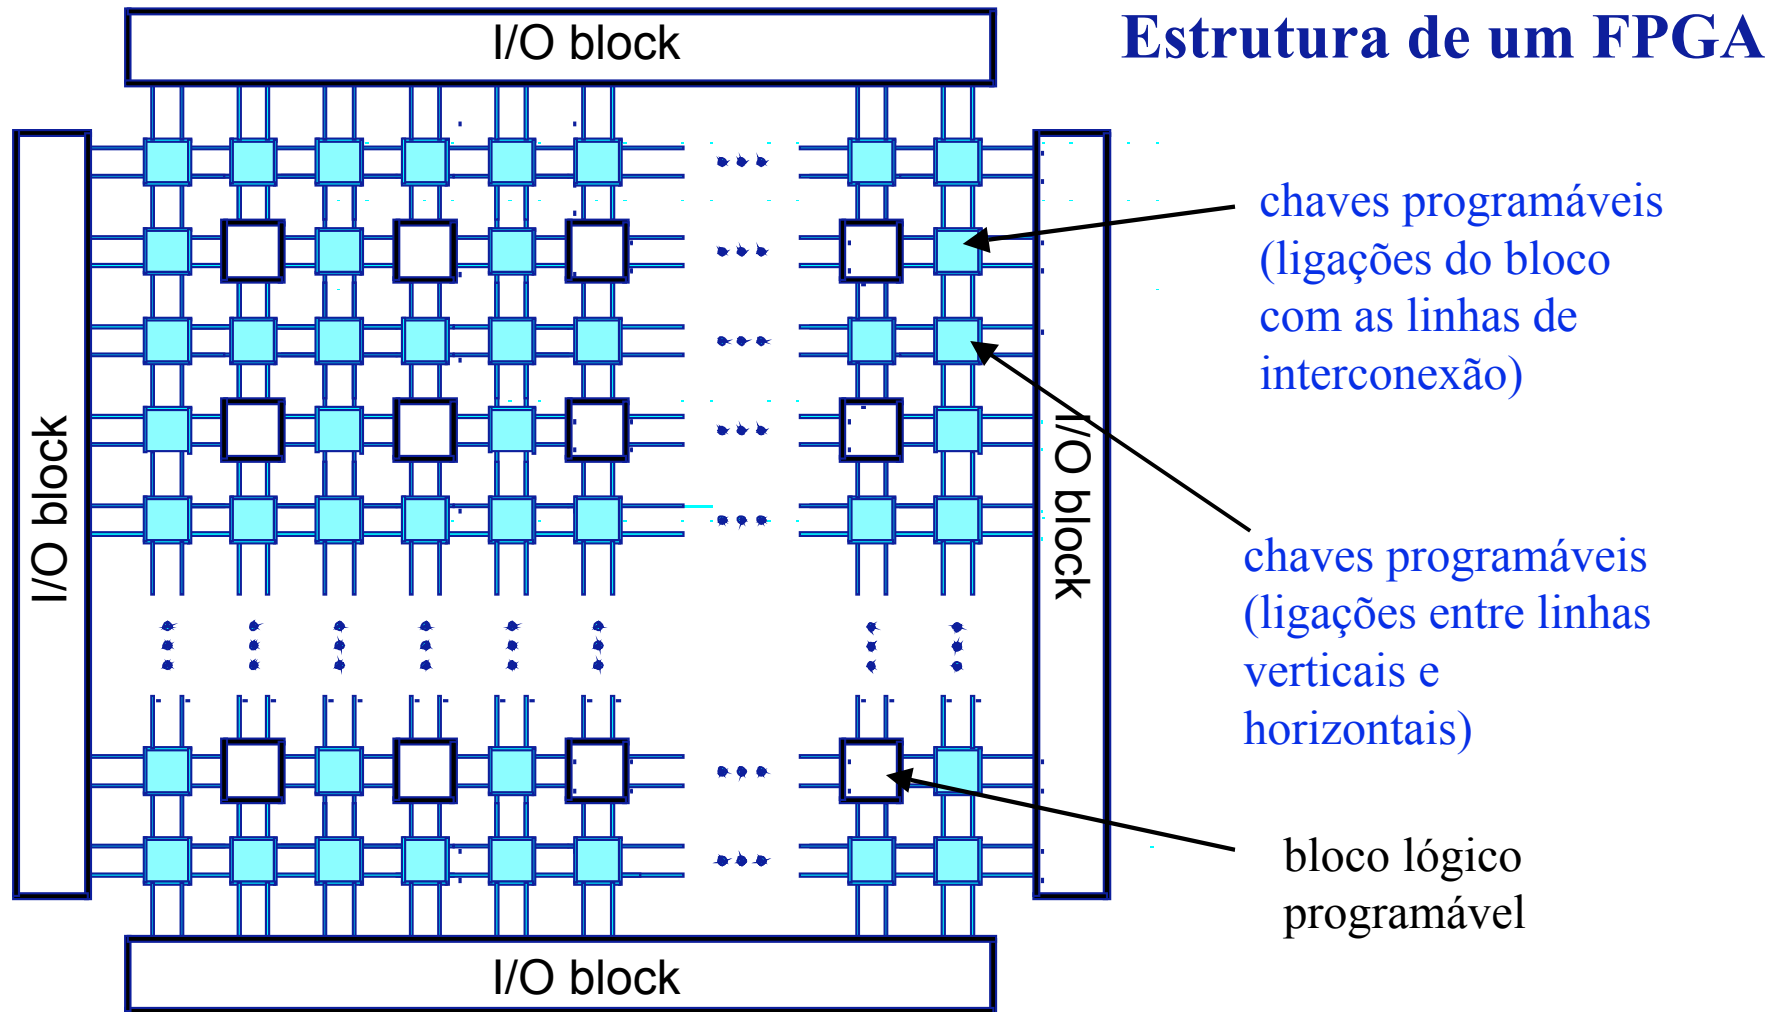 I/O block
Estrutura de um FPGA
I/O block
I/O block
chaves programáveis
(ligações do bloco
com as linhas de
interconexão)
chaves programáveis
(ligações entre linhas
verticais e
horizontais)
bloco lógico
programável
I/O block